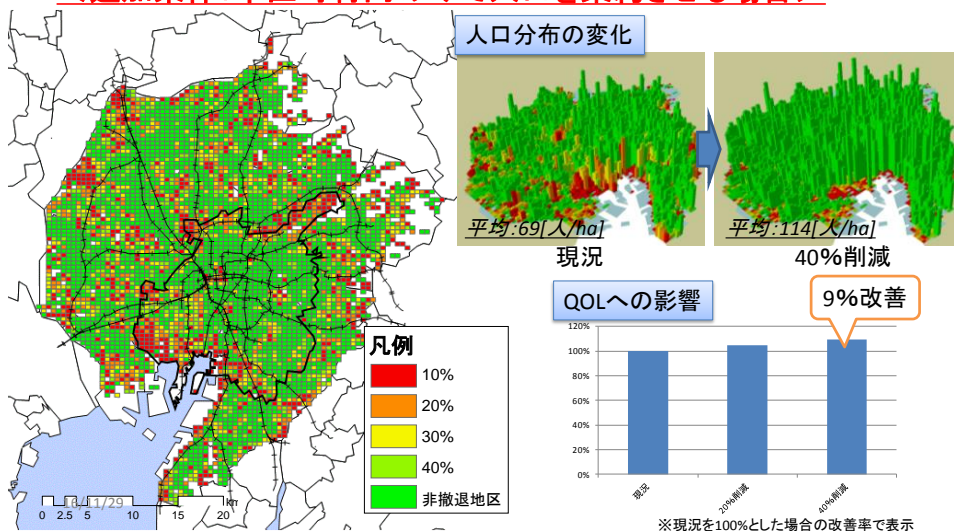 人口分布の変化
平均:69[人/ha]
現況
平均:114[人/ha]
40%削減
QOLへの影響
9%改善
120%
100%
80%
60%
40%
20%
0%
現況
20%削減
40%削減
※現況を100%とした場合の改善率で表示
凡例
10%
20%
30%
40%
非撤退地区
16/11/29
0 2.5 5 10 15 20 km